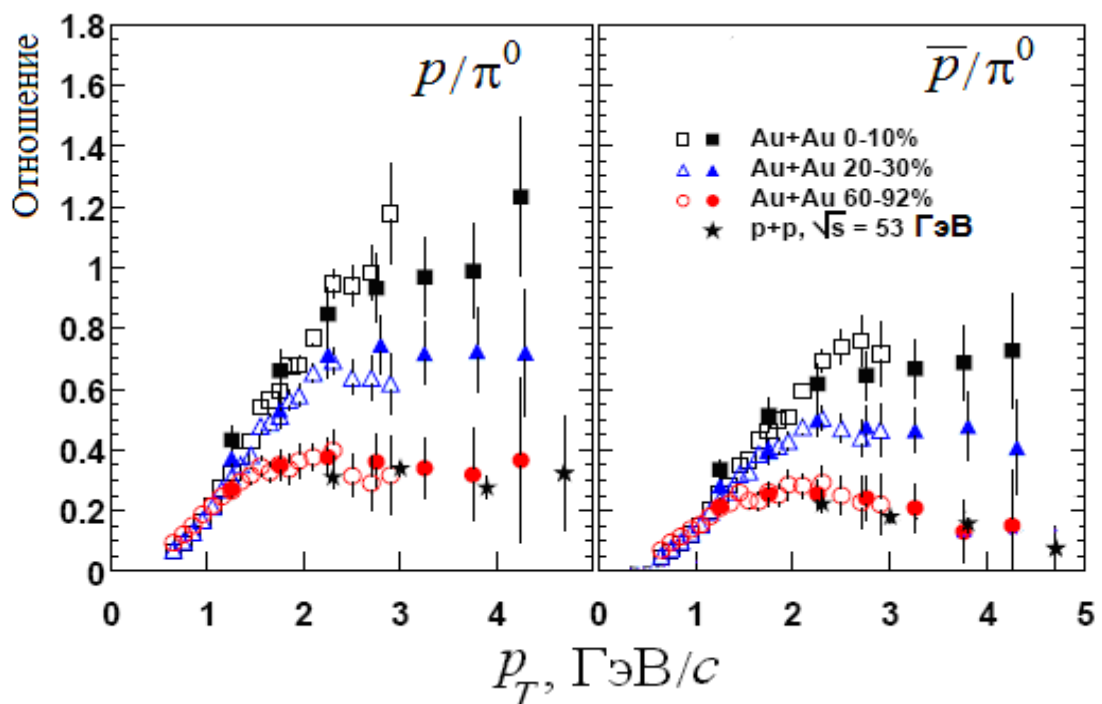 Отношение
1.8
1.6
1.4
1.2
1
0.8
0.6
0.4
0.2
0
p/π⁰
p̅/π⁰
Au+Au 0-10%
Au+Au 20-30%
Au+Au 60-92%
p+p, √s = 53 ГэВ
0 1 2 3 4 0 1 2 3 4 5
p_T, ГэВ/c